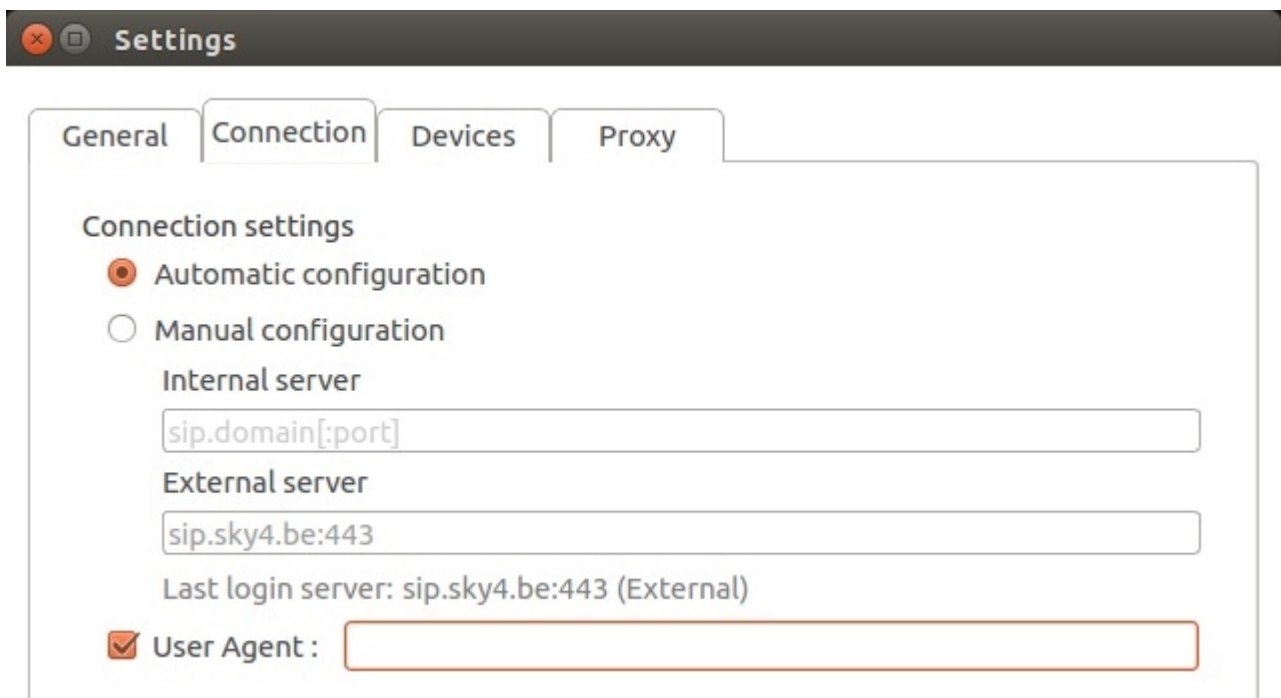 Settings
General Connection Devices Proxy
Connection settings
Automatic configuration
Manual configuration
Internal server
sip.domain[:port]
External server
sip.sky4.be:443
Last login server: sip.sky4.be:443 (External)
User Agent :